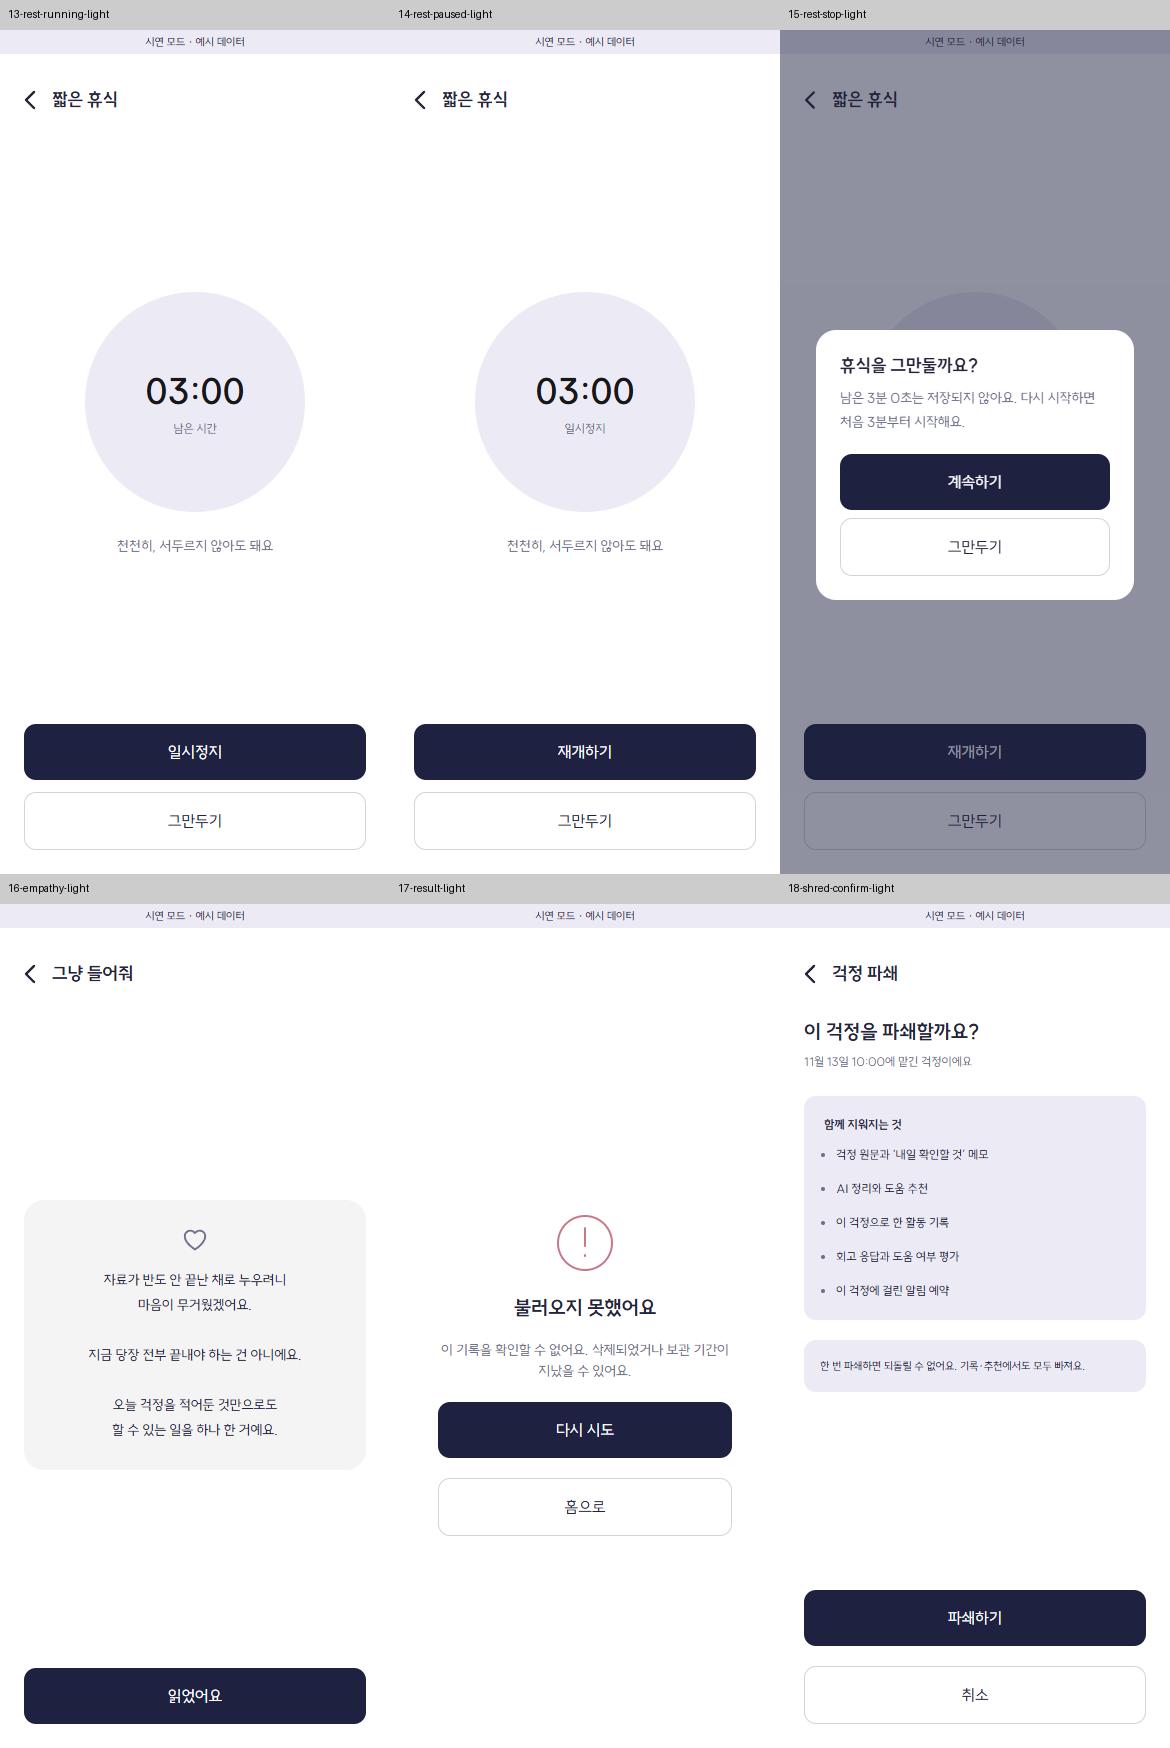 13-rest-running-light
시연 모드 · 예시 데이터
짧은 휴식
03:00
남은 시간
천천히, 서두르지 않아도 돼요
일시정지
그만두기
14-rest-paused-light
시연 모드 · 예시 데이터
짧은 휴식
03:00
일시정지
천천히, 서두르지 않아도 돼요
재개하기
그만두기
15-rest-stop-light
시연 모드 · 예시 데이터
짧은 휴식
휴식을 그만둘까요?
남은 3분 0초는 저장되지 않아요. 다시 시작하면
처음 3분부터 시작해요.
계속하기
그만두기
재개하기
그만두기
16-empathy-light
시연 모드 · 예시 데이터
그냥 들어줘
자료가 반도 안 끝난 채로 누우려니
마음이 무거웠겠어요.
지금 당장 전부 끝내야 하는 건 아니에요.
오늘 걱정을 적어둔 것만으로도
할 수 있는 일을 하나 한 거예요.
읽었어요
17-result-light
시연 모드 · 예시 데이터
불러오지 못했어요
이 기록을 확인할 수 없어요. 삭제되었거나 보관 기간이
지났을 수 있어요.
다시 시도
홈으로
18-shred-confirm-light
시연 모드 · 예시 데이터
걱정 파쇄
이 걱정을 파쇄할까요?
11월 13일 10:00에 맡긴 걱정이에요
함께 지워지는 것
• 걱정 원문과 ‘내일 확인할 것’ 메모
• AI 정리와 도움 추천
• 이 걱정으로 한 활동 기록
• 회고 응답과 도움 여부 평가
• 이 걱정에 걸린 알림 예약
한 번 파쇄하면 되돌릴 수 없어요. 기록·추천에서도 모두 빠져요.
파쇄하기
취소